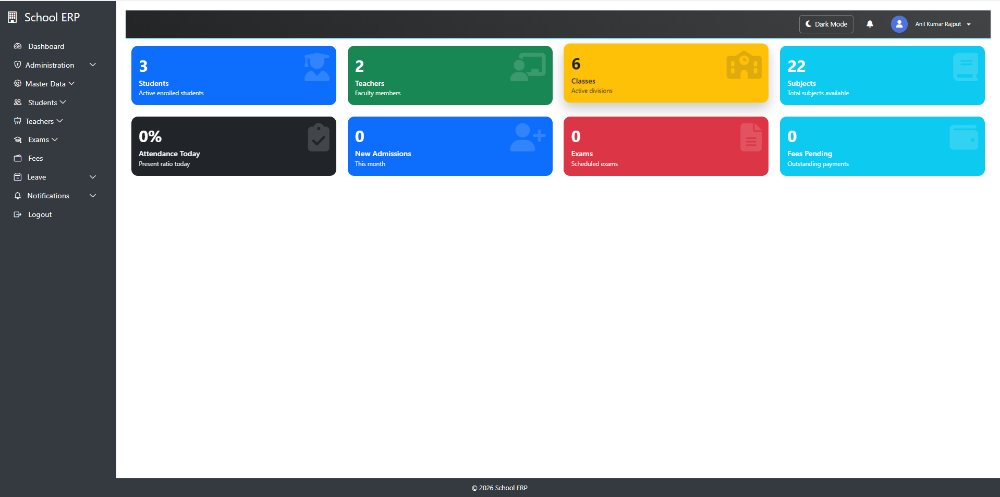 School ERP
Dashboard
Administration
Master Data
Students
Teachers
Exams
Fees
Leave
Notifications
Logout
Dark Mode
Anil Kumar Rajput
3
Students
Active enrolled students
2
Teachers
Faculty members
6
Classes
Active divisions
22
Subjects
Total subjects available
0%
Attendance Today
Present ratio today
0
New Admissions
This month
0
Exams
Scheduled exams
0
Fees Pending
Outstanding payments
© 2026 School ERP